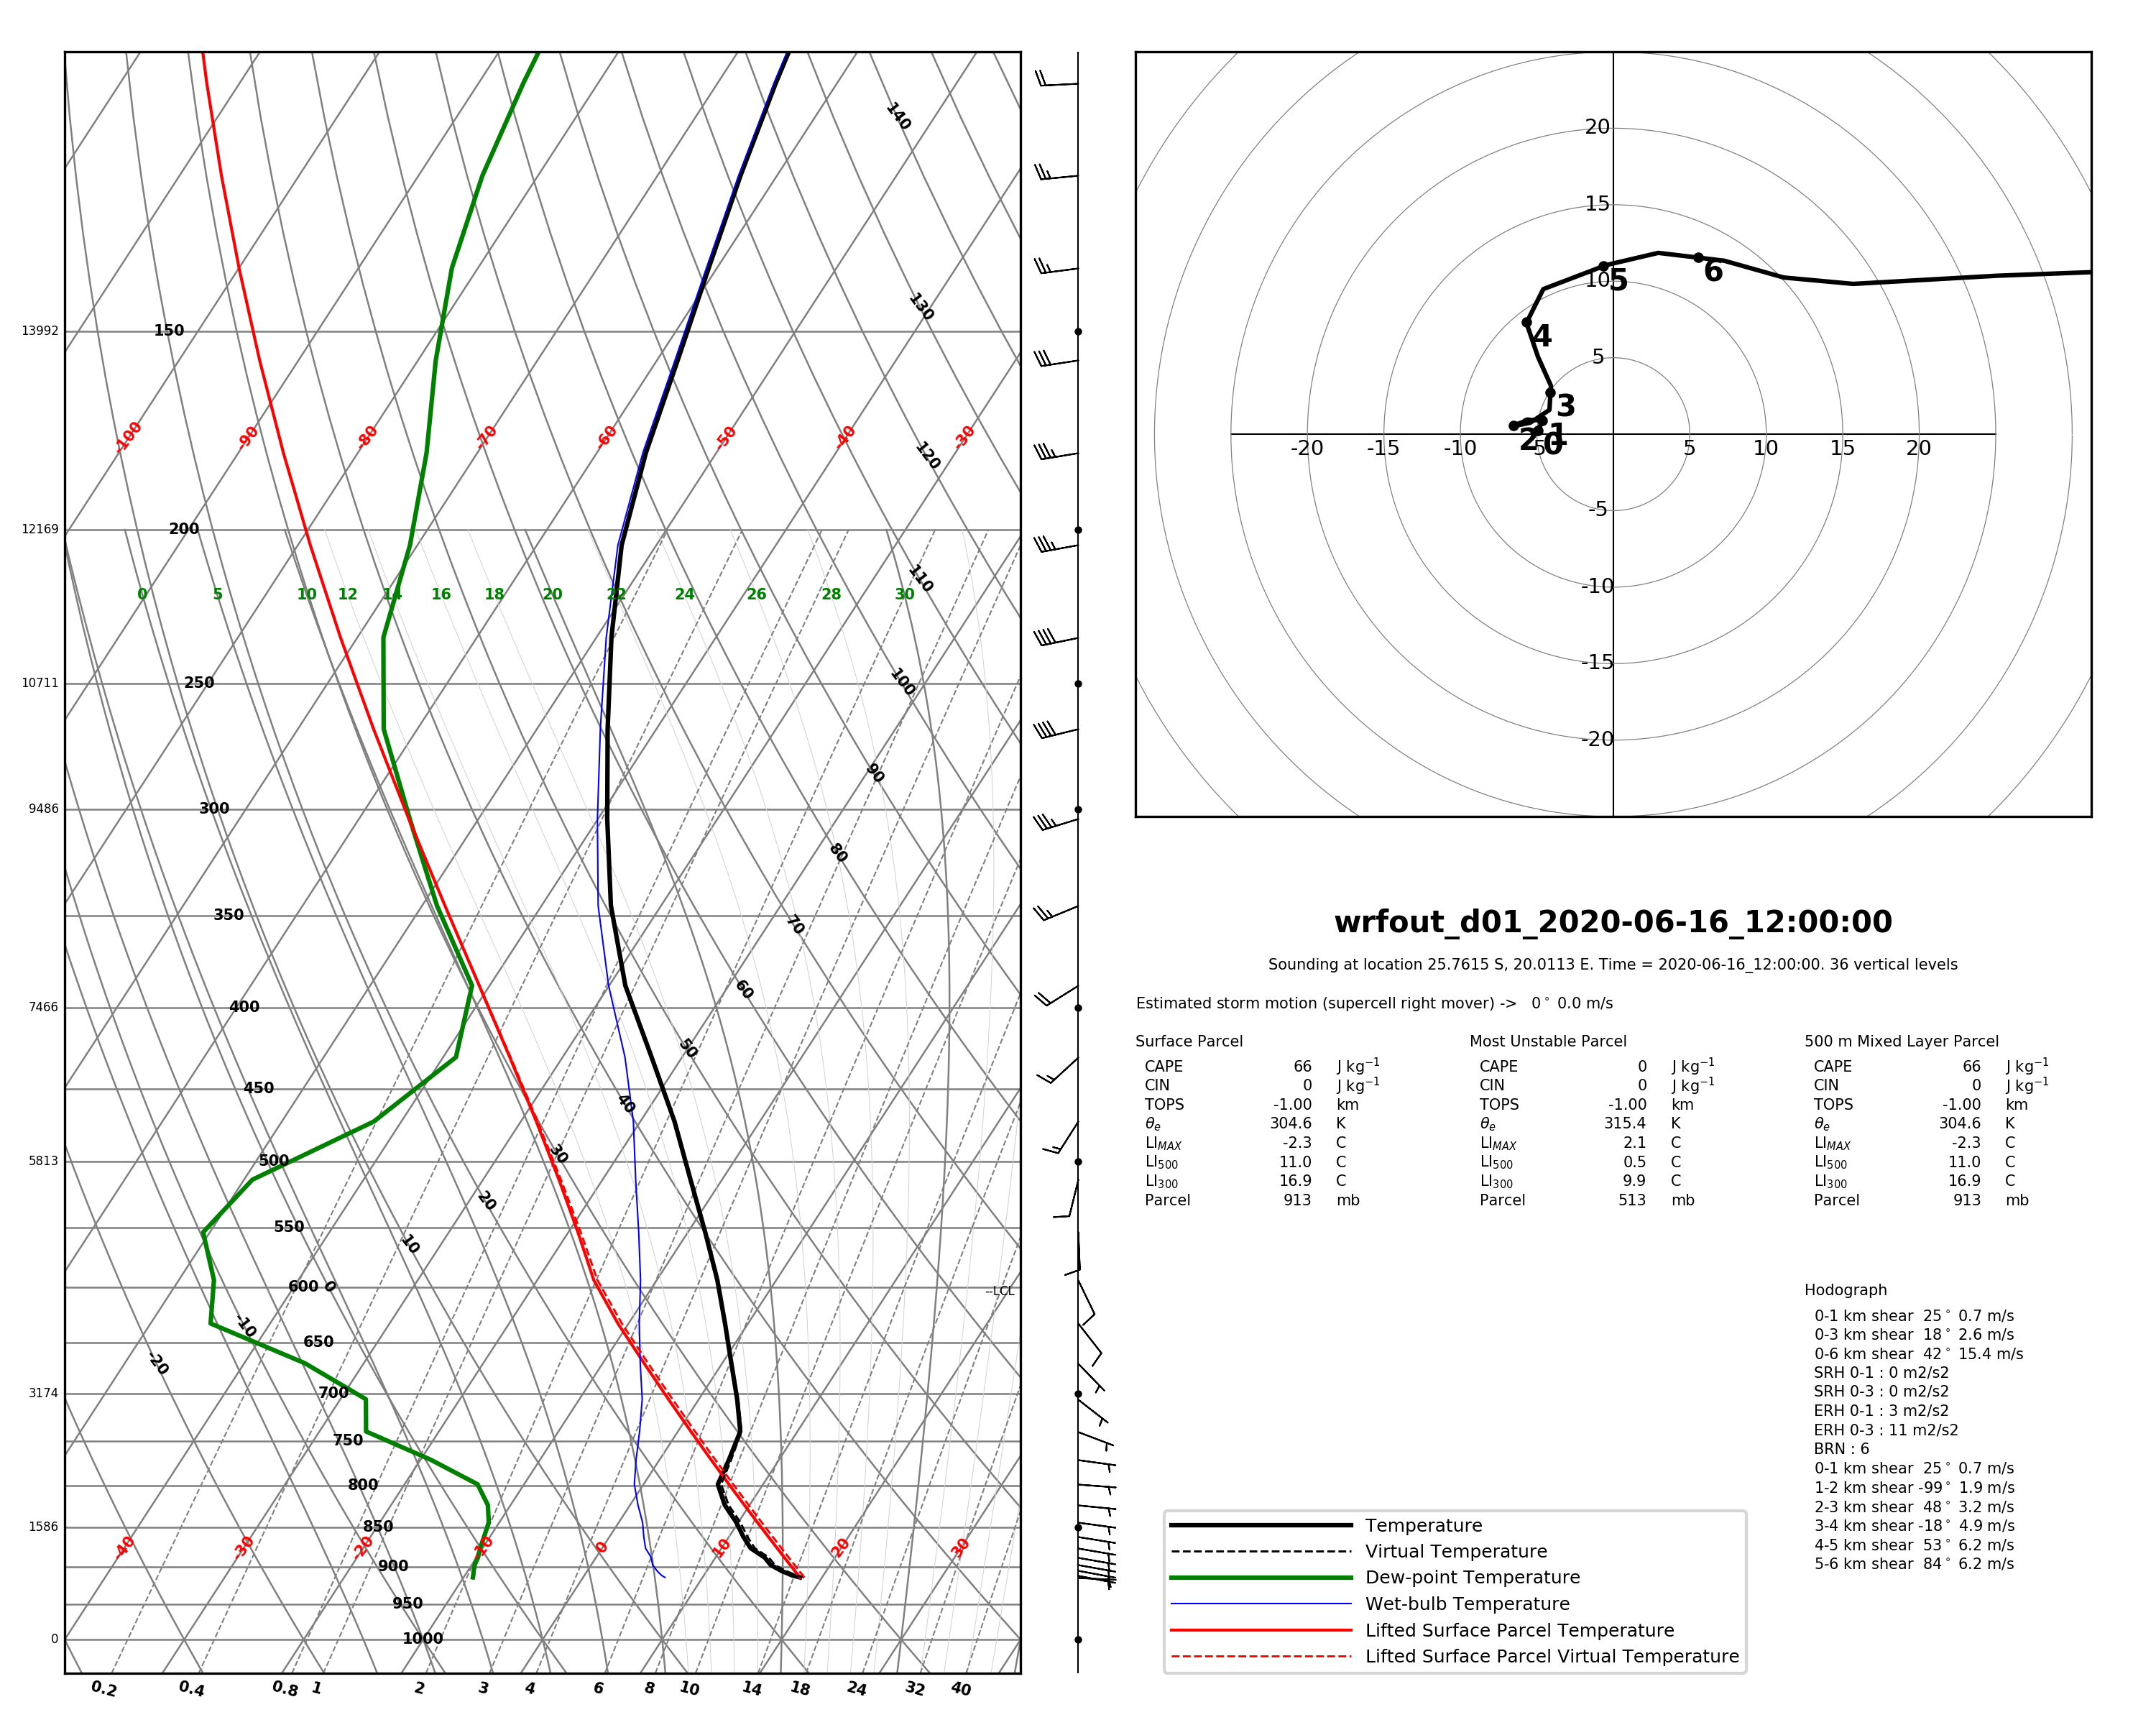 140
130
13992 150
-100 -90 -80 -70 -60 -50 -40 -30
120
12169 200
110
0 5 10 12 14 16 18 20 22 24 26 28 30
10711 250
100
90
9486 300
80
350
70
60
7466 400
50
450
40
5813 500
30
20
550
10
600 0
--LCL
-10
650
-20
3174 700
750
800
1586 850
-40 -30 -20 -10 0 10 20 30
900
950
0 1000
0.2 0.4 0.8 1 2 3 4 6 8 10 14 18 24 32 40
20
15
10
5
-5
-10
-15
-20
-20 -15 -10 -5 5 10 15 20
0 1 2 3 4 5 6
wrfout_d01_2020-06-16_12:00:00
Sounding at location 25.7615 S, 20.0113 E. Time = 2020-06-16_12:00:00. 36 vertical levels
Estimated storm motion (supercell right mover) -> 0° 0.0 m/s
Surface Parcel
CAPE 66 J kg⁻¹
CIN 0 J kg⁻¹
TOPS -1.00 km
θe 304.6 K
LIMAX -2.3 C
LI500 11.0 C
LI300 16.9 C
Parcel 913 mb
Most Unstable Parcel
CAPE 0 J kg⁻¹
CIN 0 J kg⁻¹
TOPS -1.00 km
θe 315.4 K
LIMAX 2.1 C
LI500 0.5 C
LI300 9.9 C
Parcel 513 mb
500 m Mixed Layer Parcel
CAPE 66 J kg⁻¹
CIN 0 J kg⁻¹
TOPS -1.00 km
θe 304.6 K
LIMAX -2.3 C
LI500 11.0 C
LI300 16.9 C
Parcel 913 mb
Hodograph
0-1 km shear 25° 0.7 m/s
0-3 km shear 18° 2.6 m/s
0-6 km shear 42° 15.4 m/s
SRH 0-1 : 0 m2/s2
SRH 0-3 : 0 m2/s2
ERH 0-1 : 3 m2/s2
ERH 0-3 : 11 m2/s2
BRN : 6
0-1 km shear 25° 0.7 m/s
1-2 km shear -99° 1.9 m/s
2-3 km shear 48° 3.2 m/s
3-4 km shear -18° 4.9 m/s
4-5 km shear 53° 6.2 m/s
5-6 km shear 84° 6.2 m/s
Temperature
Virtual Temperature
Dew-point Temperature
Wet-bulb Temperature
Lifted Surface Parcel Temperature
Lifted Surface Parcel Virtual Temperature